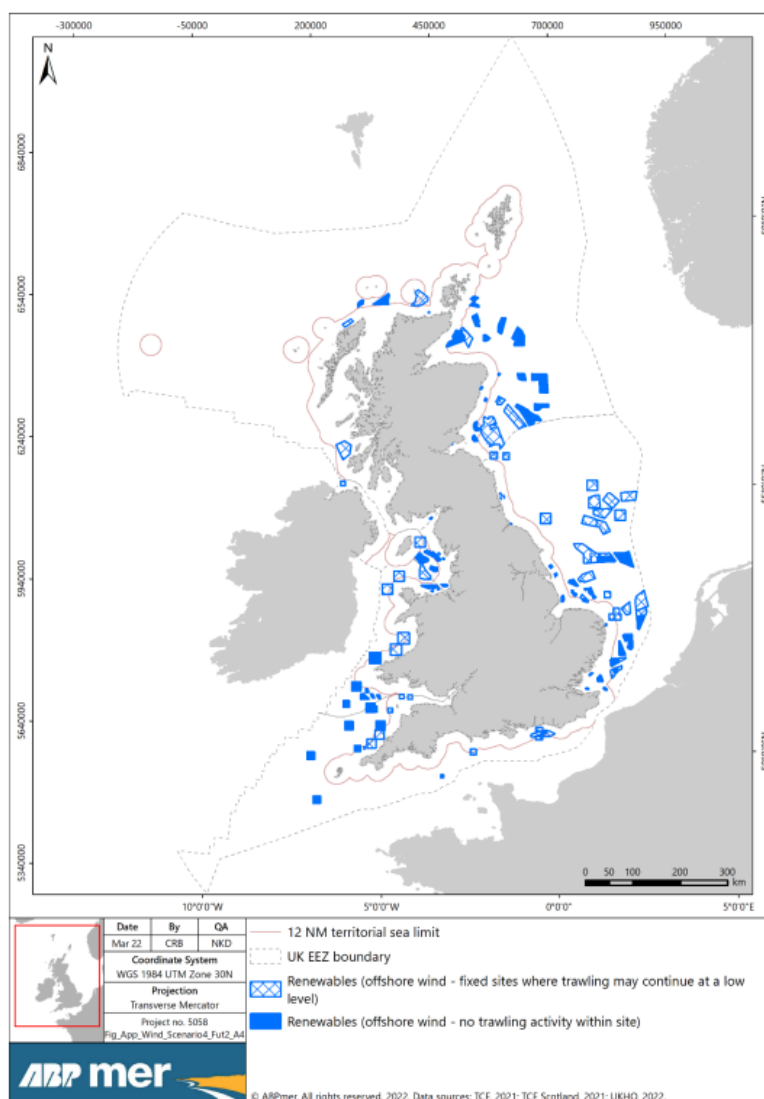 -300000 -50000 200000 450000 700000 950000
N
6840000
6540000
6240000
5940000
5640000
5340000
0 50 100 200 300
km
10°0'0"W 5°0'0"W 0°0'0" 5°0'0"E
Date By QA
Mar 22 CRB NKD
Coordinate System
WGS 1984 UTM Zone 30N
Projection
Transverse Mercator
Project no. 5058
Fig_App_Wind_Scenario4_Fut2_A4
12 NM territorial sea limit
UK EEZ boundary
Renewables (offshore wind - fixed sites where trawling may continue at a low
level)
Renewables (offshore wind - no trawling activity within site)
ABPmer
© ABPmer, All rights reserved, 2022. Data sources: TCE, 2021; TCE Scotland, 2021; UKHO, 2022.